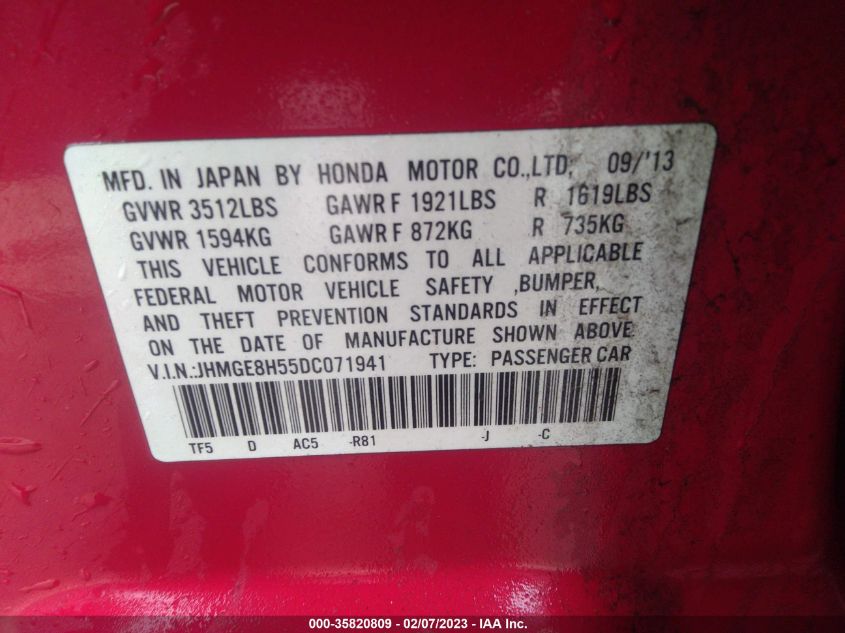 MFD. IN JAPAN BY HONDA MOTOR CO.,LTD, 09/'13
GVWR 3512LBS GAWR F 1921LBS R 1619LBS
GVWR 1594KG GAWR F 872KG R 735KG
THIS VEHICLE CONFORMS TO ALL APPLICABLE
FEDERAL MOTOR VEHICLE SAFETY ,BUMPER,
AND THEFT PREVENTION STANDARDS IN EFFECT
ON THE DATE OF MANUFACTURE SHOWN ABOVE.
V.I.N.:JHMGE8H55DC071941 TYPE: PASSENGER CAR
TF5 D AC5 -R81 -J -C
000-35820809 - 02/07/2023 - IAA Inc.